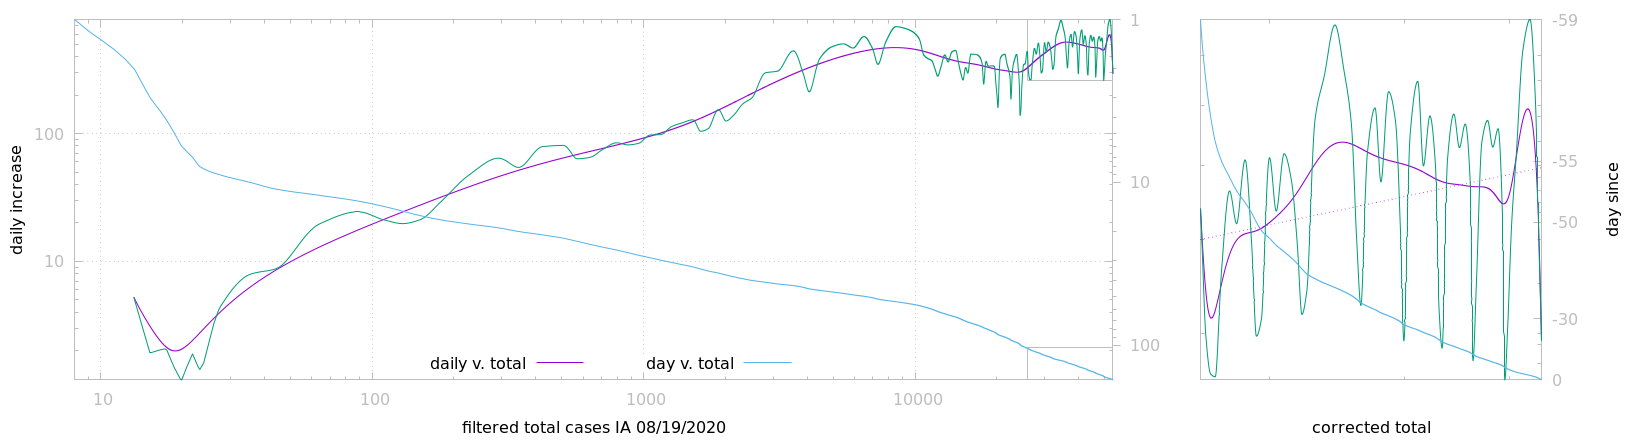 daily increase
100
10
10
100
1000
10000
1
10
100
daily v. total
day v. total
filtered total cases IA 08/19/2020
-59
-55
-50
-30
0
day since
corrected total